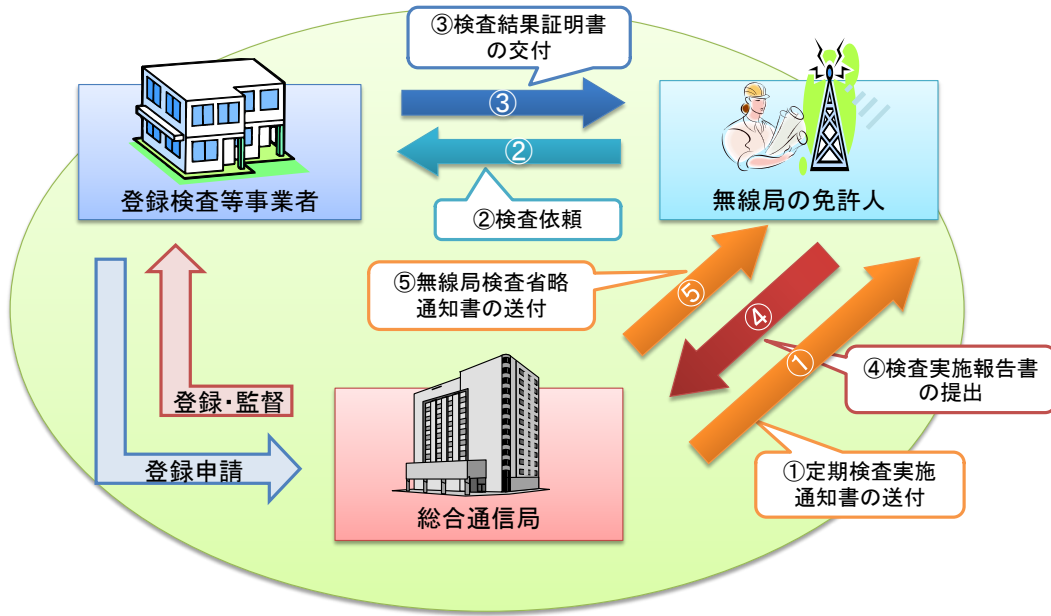 ③検査結果証明書
の交付
③
②
登録検査等事業者
無線局の免許人
②検査依頼
⑤無線局検査省略
通知書の送付
⑤
④
①
④検査実施報告書
の提出
登録・監督
登録申請
①定期検査実施
通知書の送付
総合通信局